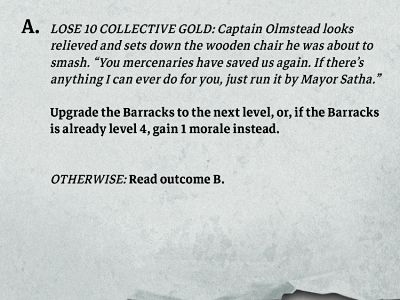 A. LOSE 10 COLLECTIVE GOLD: Captain Olmstead looks
relieved and sets down the wooden chair he was about to
smash. “You mercenaries have saved us again. If there’s
anything I can ever do for you, just run it by Mayor Satha.”
Upgrade the Barracks to the next level, or, if the Barracks
is already level 4, gain 1 morale instead.
OTHERWISE: Read outcome B.